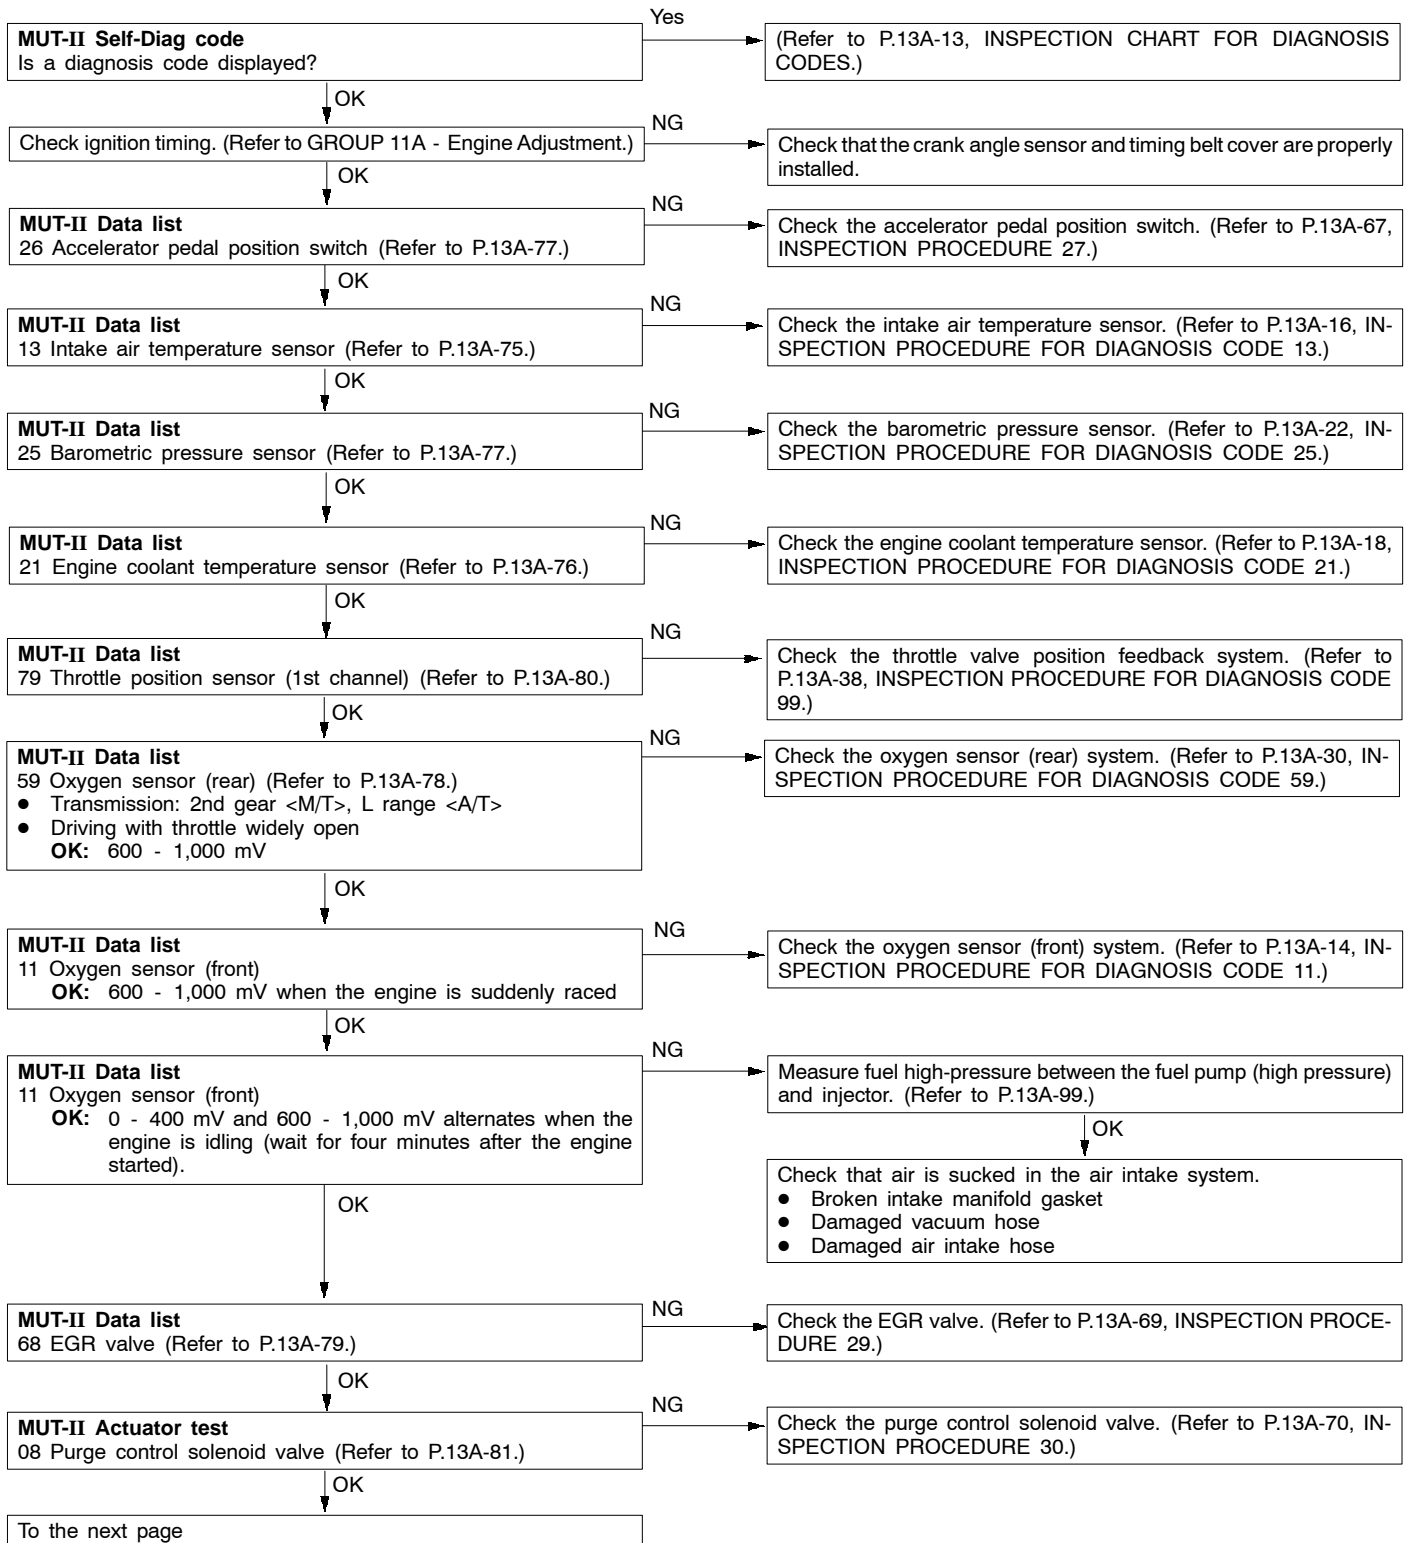 Yes
MUT-II Self-Diag code
Is a diagnosis code displayed?
(Refer to P.13A-13, INSPECTION CHART FOR DIAGNOSIS
CODES.)
OK
Check ignition timing. (Refer to GROUP 11A - Engine Adjustment.)
NG
Check that the crank angle sensor and timing belt cover are properly
installed.
OK
MUT-II Data list
26 Accelerator pedal position switch (Refer to P.13A-77.)
NG
Check the accelerator pedal position switch. (Refer to P.13A-67,
INSPECTION PROCEDURE 27.)
OK
MUT-II Data list
13 Intake air temperature sensor (Refer to P.13A-75.)
NG
Check the intake air temperature sensor. (Refer to P.13A-16, IN-
SPECTION PROCEDURE FOR DIAGNOSIS CODE 13.)
OK
MUT-II Data list
25 Barometric pressure sensor (Refer to P.13A-77.)
NG
Check the barometric pressure sensor. (Refer to P.13A-22, IN-
SPECTION PROCEDURE FOR DIAGNOSIS CODE 25.)
OK
MUT-II Data list
21 Engine coolant temperature sensor (Refer to P.13A-76.)
NG
Check the engine coolant temperature sensor. (Refer to P.13A-18,
INSPECTION PROCEDURE FOR DIAGNOSIS CODE 21.)
OK
MUT-II Data list
79 Throttle position sensor (1st channel) (Refer to P.13A-80.)
NG
Check the throttle valve position feedback system. (Refer to
P.13A-38, INSPECTION PROCEDURE FOR DIAGNOSIS CODE
99.)
OK
MUT-II Data list
59 Oxygen sensor (rear) (Refer to P.13A-78.)
● Transmission: 2nd gear <M/T>, L range <A/T>
● Driving with throttle widely open
OK: 600 - 1,000 mV
NG
Check the oxygen sensor (rear) system. (Refer to P.13A-30, IN-
SPECTION PROCEDURE FOR DIAGNOSIS CODE 59.)
OK
MUT-II Data list
11 Oxygen sensor (front)
OK: 600 - 1,000 mV when the engine is suddenly raced
NG
Check the oxygen sensor (front) system. (Refer to P.13A-14, IN-
SPECTION PROCEDURE FOR DIAGNOSIS CODE 11.)
OK
MUT-II Data list
11 Oxygen sensor (front)
OK: 0 - 400 mV and 600 - 1,000 mV alternates when the
engine is idling (wait for four minutes after the engine
started).
NG
Measure fuel high-pressure between the fuel pump (high pressure)
and injector. (Refer to P.13A-99.)
OK
Check that air is sucked in the air intake system.
● Broken intake manifold gasket
● Damaged vacuum hose
● Damaged air intake hose
OK
MUT-II Data list
68 EGR valve (Refer to P.13A-79.)
NG
Check the EGR valve. (Refer to P.13A-69, INSPECTION PROCE-
DURE 29.)
OK
MUT-II Actuator test
08 Purge control solenoid valve (Refer to P.13A-81.)
NG
Check the purge control solenoid valve. (Refer to P.13A-70, IN-
SPECTION PROCEDURE 30.)
OK
To the next page